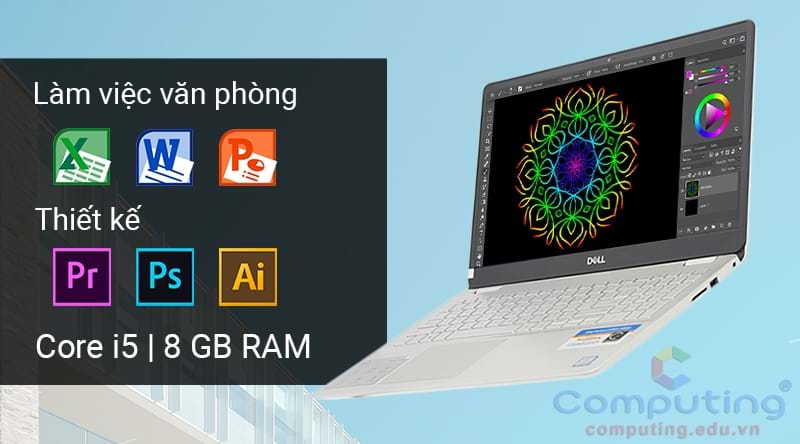 Làm việc văn phòng
Thiết kế
Pr Ps Ai
Core i5 | 8 GB RAM
DELL
Computing®
computing.edu.vn